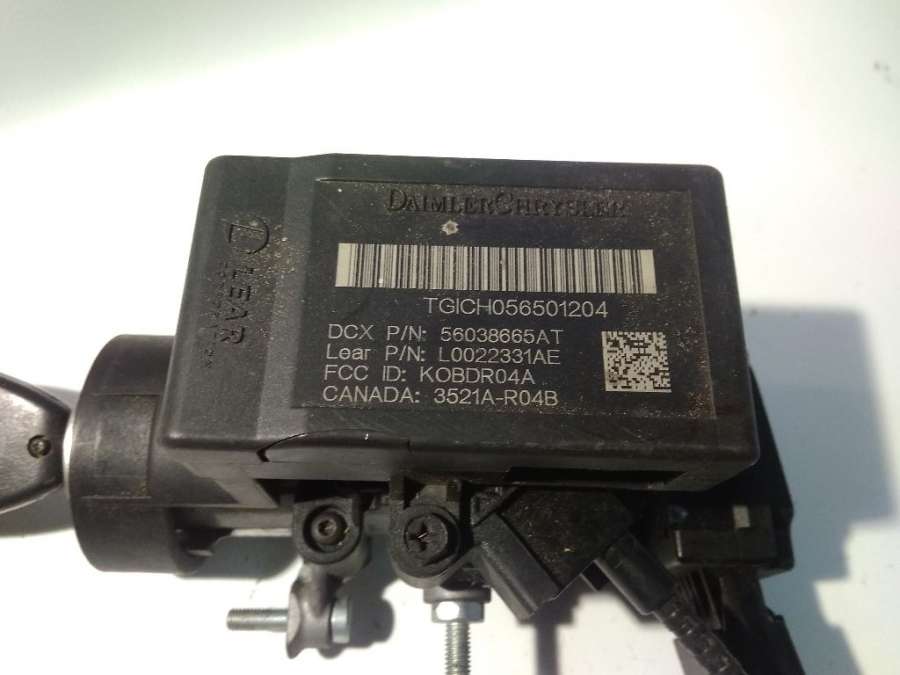 DAIMLERCHRYSLER
TGICH056501204
DCX P/N: 56038665AT
Lear P/N: L0022331AE
FCC ID: KOBDR04A
CANADA: 3521A-R04B
LEAR